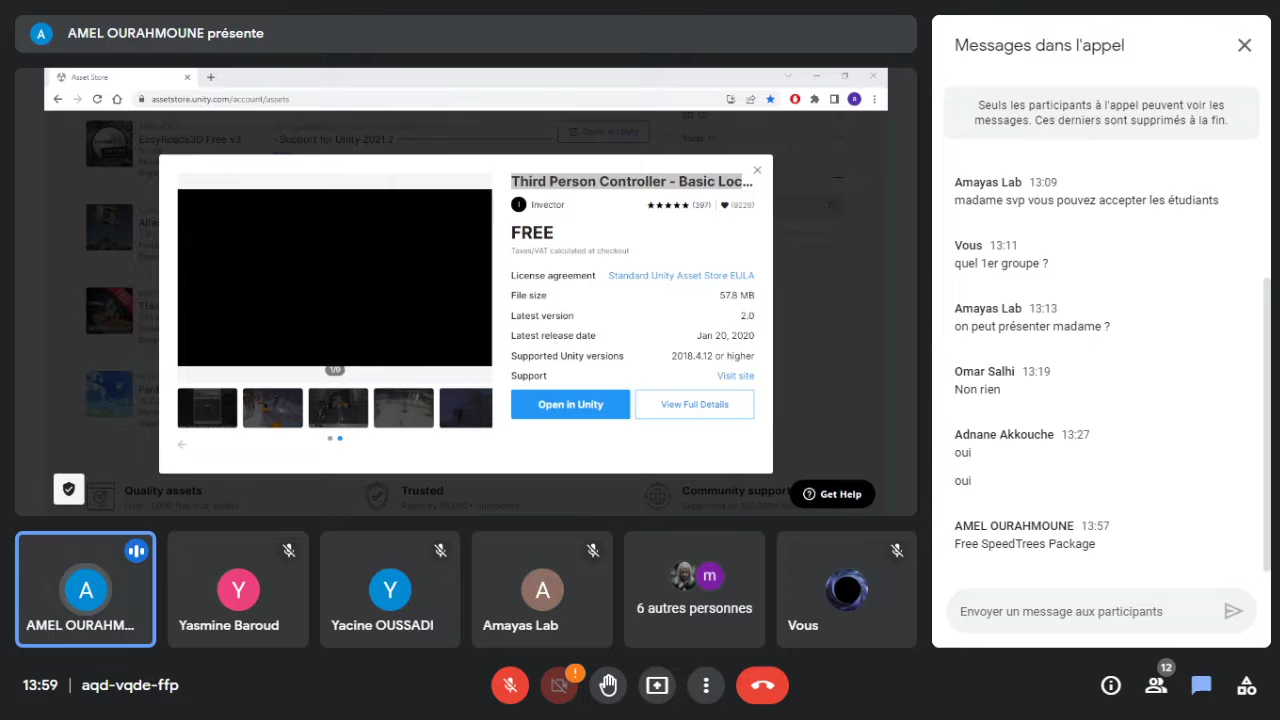 A
AMEL OURAHMOUNE présente
Asset Store
assetstore.unity.com/account/assets
EasyRoads3D Free v3
- Support for Unity 2021.2
Open in Unity
Third Person Controller - Basic Loc...
Invector
(397)
(9228)
FREE
Taxes/VAT calculated at checkout
License agreement
Standard Unity Asset Store EULA
File size
57.8 MB
Latest version
2.0
Latest release date
Jan 20, 2020
Supported Unity versions
2018.4.12 or higher
Support
Visit site
Open in Unity
View Full Details
1/9
Quality assets
Trusted
Community support
Get Help
A
AMEL OURAHM...
Y
Yasmine Baroud
Y
Yacine OUSSADI
A
Amayas Lab
m
6 autres personnes
Vous
13:59 | aqd-vqde-ffp
12
Messages dans l'appel
Seuls les participants à l'appel peuvent voir les
messages. Ces derniers sont supprimés à la fin.
Amayas Lab 13:09
madame svp vous pouvez accepter les étudiants
Vous 13:11
quel 1er groupe ?
Amayas Lab 13:13
on peut présenter madame ?
Omar Salhi 13:19
Non rien
Adnane Akkouche 13:27
oui
oui
AMEL OURAHMOUNE 13:57
Free SpeedTrees Package
Envoyer un message aux participants